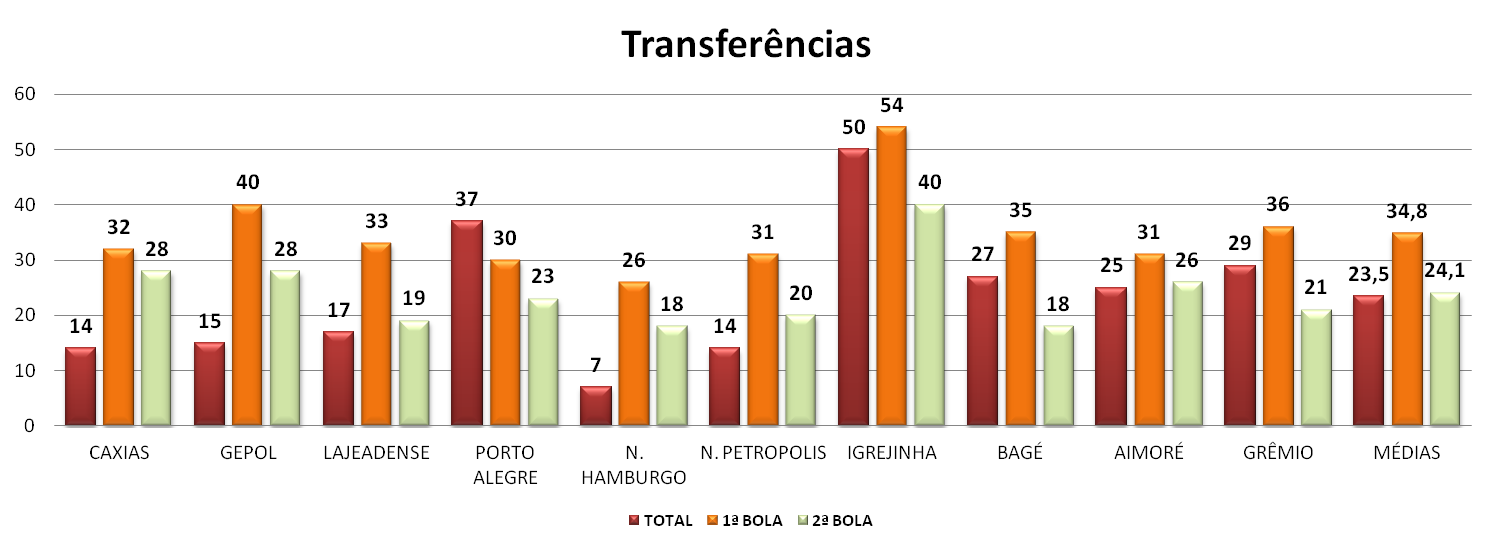 Transferências
60
50
40
30
20
10
0
14 32 28
15 40 28
17 33 19
37 30 23
7 26 18
14 31 20
50 54 40
27 35 18
25 31 26
29 36 21
23,5 34,8 24,1
CAXIAS
GEPOL
LAJEADENSE
PORTO
ALEGRE
N.
HAMBURGO
N. PETROPOLIS
IGREJINHA
BAGÉ
AIMORÉ
GRÊMIO
MÉDIAS
TOTAL 1ª BOLA 2ª BOLA